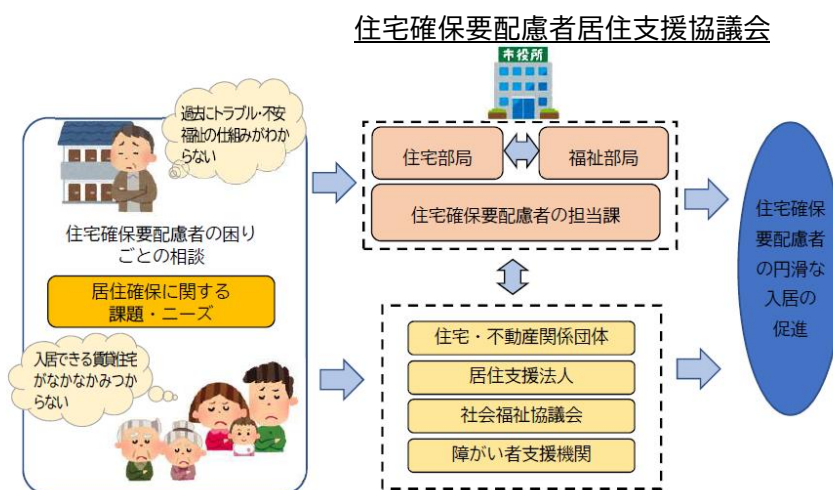 住宅確保要配慮者居住支援協議会
市役所
過去にトラブル・不安
福祉の仕組みがわか
らない
住宅確保要配慮者の困り
ごとの相談
居住確保に関する
課題・ニーズ
入居できる賃貸住宅
がなかなかみつか
らない
住宅部局
福祉部局
住宅確保要配慮者の担当課
住宅・不動産関係団体
居住支援法人
社会福祉協議会
障がい者支援機関
住宅確保
要配慮者
の円滑な
入居の
促進